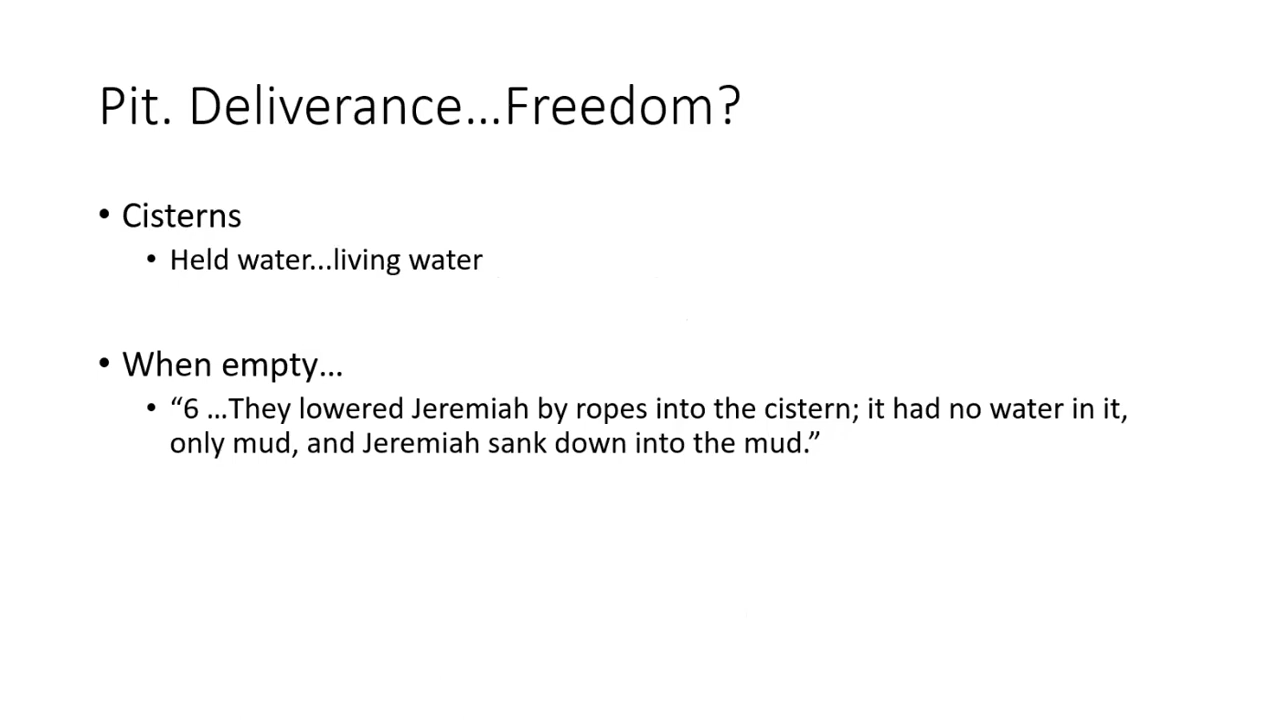 Pit. Deliverance...Freedom?
• Cisterns
• Held water...living water
• When empty...
• “6 ...They lowered Jeremiah by ropes into the cistern; it had no water in it,
only mud, and Jeremiah sank down into the mud.”